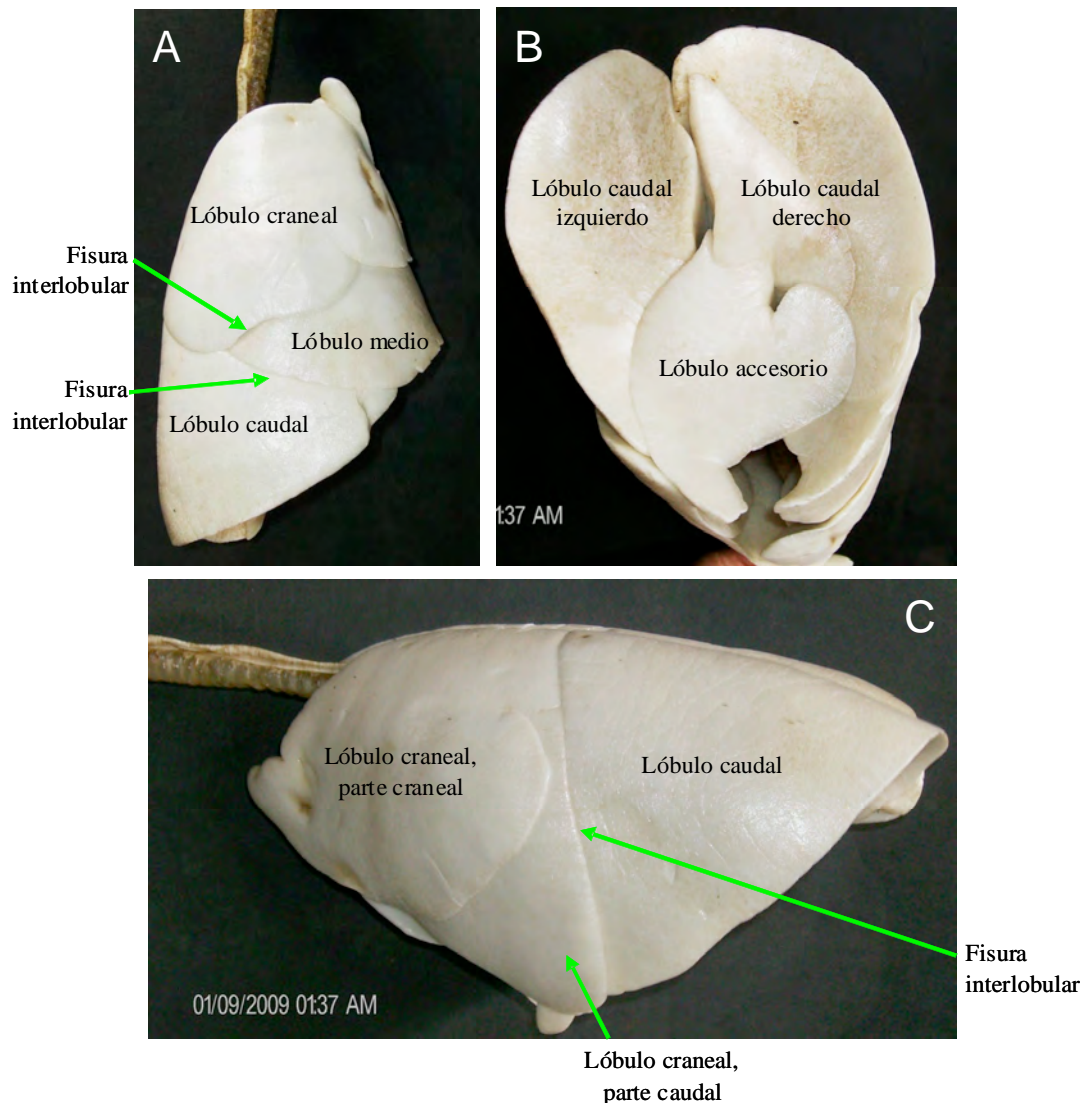 A
Lóbulo craneal
Fisura
interlobular
Lóbulo medio
Fisura
interlobular
Lóbulo caudal
B
Lóbulo caudal
izquierdo
Lóbulo caudal
derecho
Lóbulo accesorio
1:37 AM
C
Lóbulo craneal,
parte craneal
Lóbulo caudal
Fisura
interlobular
01/09/2009 01:37 AM
Lóbulo craneal,
parte caudal